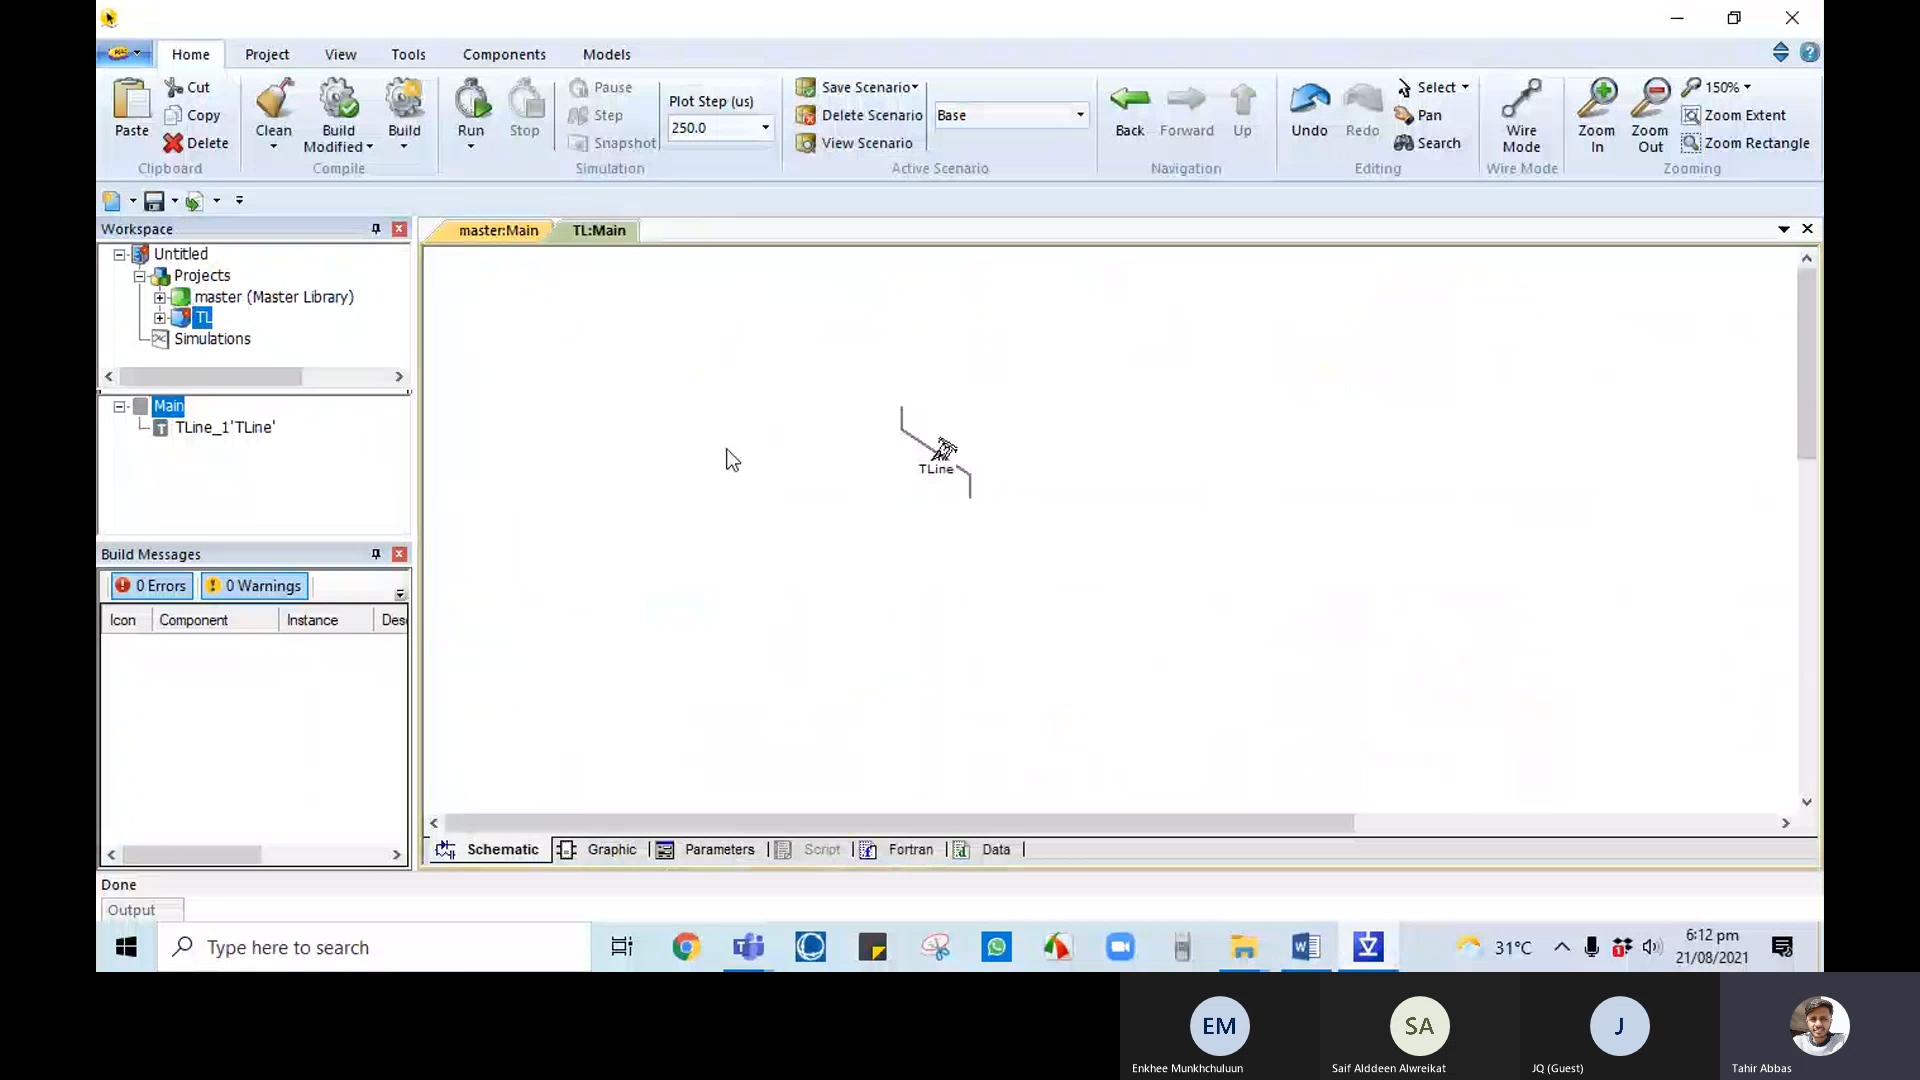 Home Project View Tools Components Models
Paste Cut Copy Delete
Clipboard
Clean Build Modified Build
Compile
Run Stop Pause Step Snapshot
Plot Step (us)
250.0
Simulation
Save Scenario
Delete Scenario
View Scenario
Base
Active Scenario
Back Forward Up
Navigation
Undo Redo Select Pan Search
Editing
Wire Mode
Wire Mode
Zoom In Zoom Out 150% Zoom Extent Zoom Rectangle
Zooming
Workspace
master:Main TL:Main
Untitled
Projects
master (Master Library)
TL
Simulations
Main
TLine_1'TLine'
TLine
Build Messages
0 Errors 0 Warnings
Icon Component Instance Des
Schematic Graphic Parameters Script Fortran Data
Done
Output
Type here to search
31°C
6:12 pm
21/08/2021
EM SA J
Enkhee Munkhchuluun Saif Alddeen Alwreikat JQ (Guest) Tahir Abbas